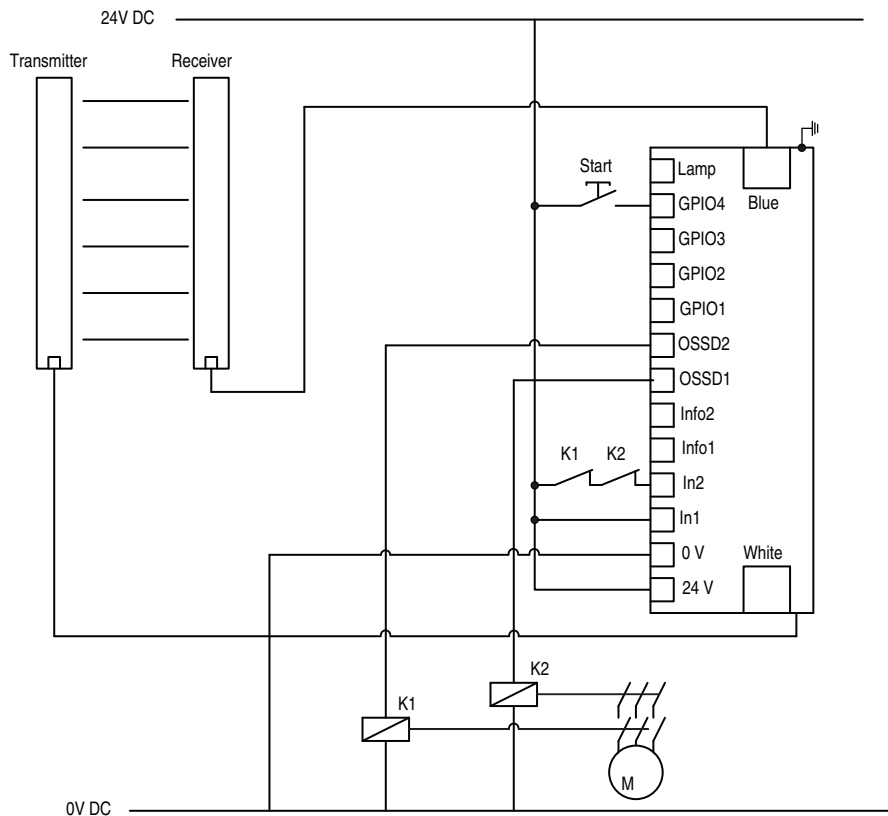 24V DC
Transmitter
Receiver
Lamp
Start
GPIO4
Blue
GPIO3
GPIO2
GPIO1
OSSD2
OSSD1
Info2
Info1
K1 K2
In2
In1
0 V
White
24 V
K2
K1
M
0V DC